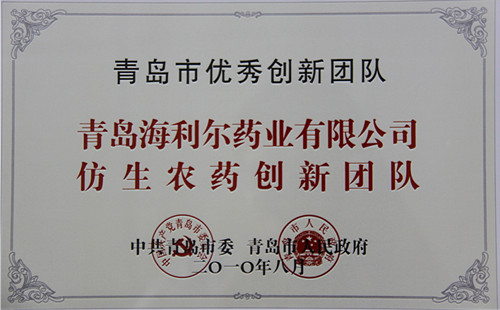 青岛市优秀创新团队
青岛海利尔药业有限公司
仿生农药创新团队
中共青岛市委 青岛市人民政府
二〇一〇年八月